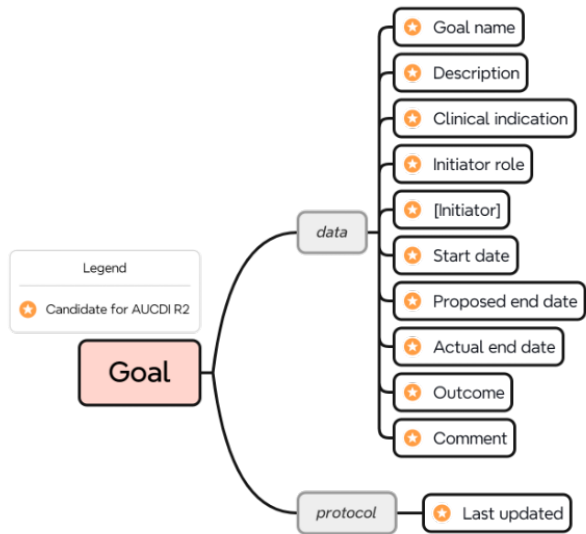 Goal name
Description
Clinical indication
Initiator role
[Initiator]
data
Start date
Legend
Proposed end date
Candidate for AUCDI R2
Actual end date
Goal
Outcome
Comment
protocol
Last updated